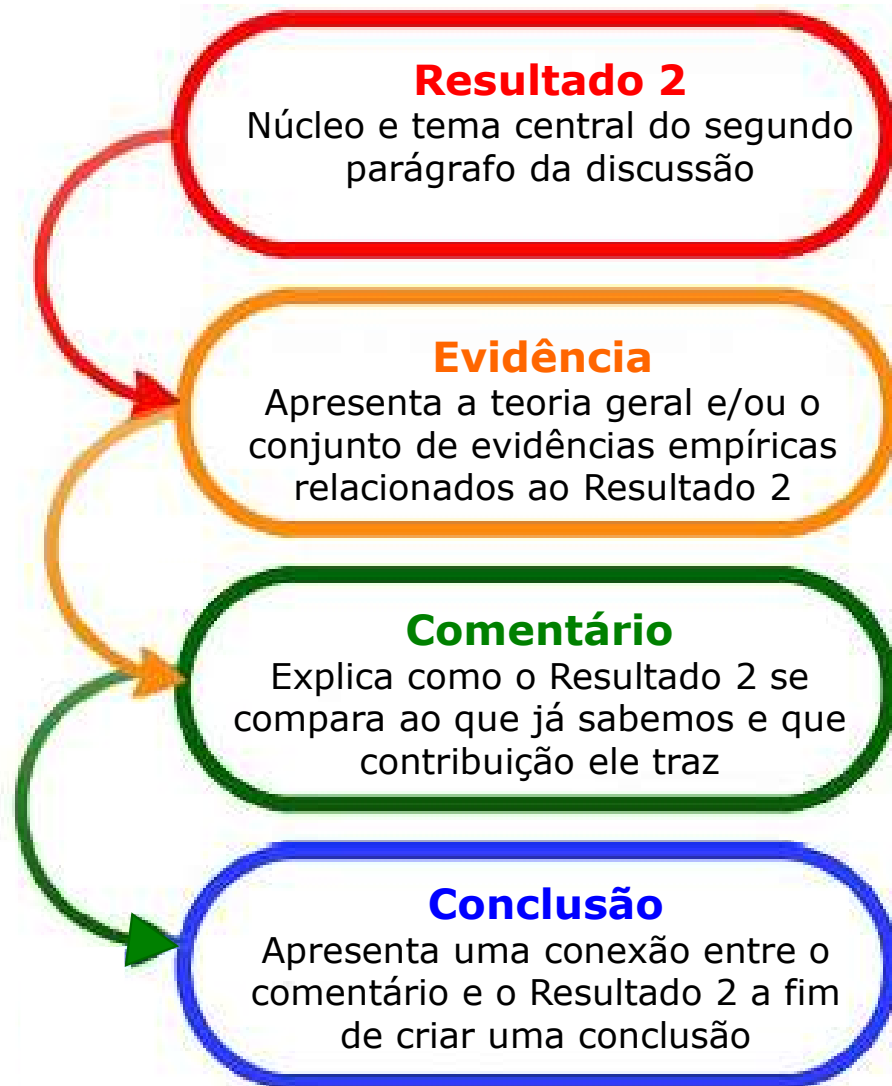 Resultado 2
Núcleo e tema central do segundo
parágrafo da discussão
Evidência
Apresenta a teoria geral e/ou o
conjunto de evidências empíricas
relacionados ao Resultado 2
Comentário
Explica como o Resultado 2 se
compara ao que já sabemos e que
contribuição ele traz
Conclusão
Apresenta uma conexão entre o
comentário e o Resultado 2 a fim
de criar uma conclusão